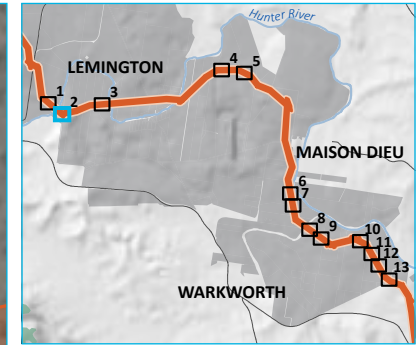 Hunter River
LEMINGTON
4 5
1 2 3
MAISON DIEU
6
7
8
9
10
11
12
13
WARKWORTH